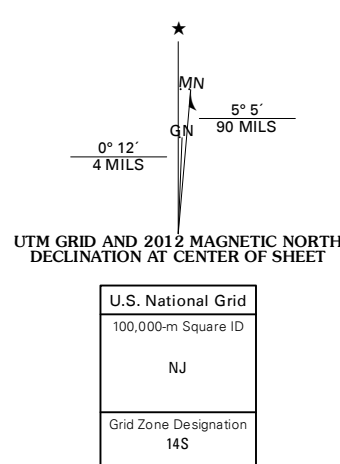 ★
MN
5° 5´
90 MILS
GN
0° 12´
4 MILS
UTM GRID AND 2012 MAGNETIC NORTH
DECLINATION AT CENTER OF SHEET
U.S. National Grid
100,000-m Square ID
NJ
Grid Zone Designation
14S